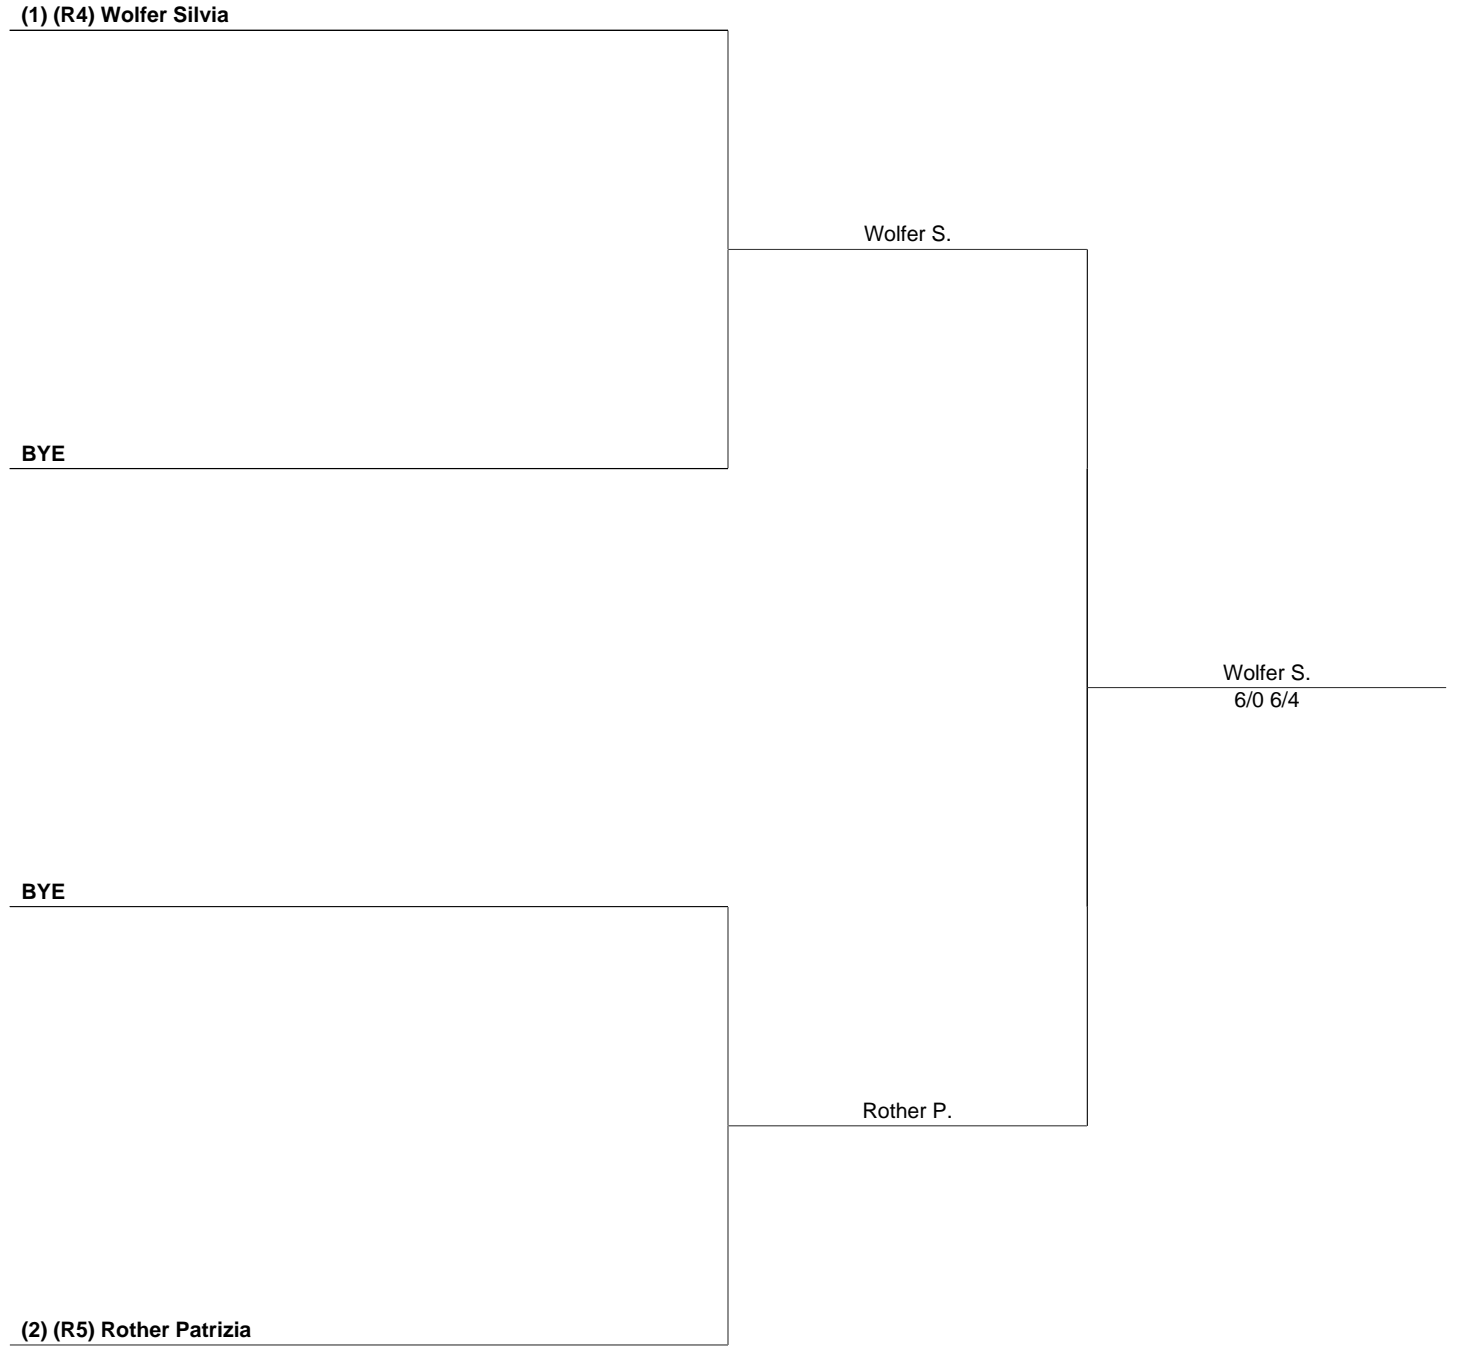 (1) (R4) Wolfer Silvia
Wolfer S.
BYE
Wolfer S.
6/0 6/4
BYE
Rother P.
(2) (R5) Rother Patrizia